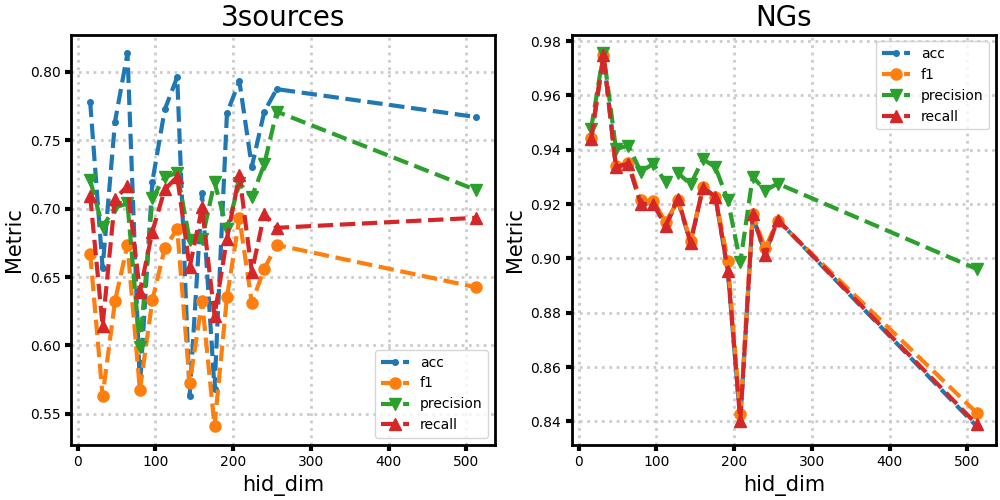 3sources
Metric
0.80
0.75
0.70
0.65
0.60
0.55
0 100 200 300 400 500
hid_dim
acc
f1
precision
recall
NGs
Metric
0.98
0.96
0.94
0.92
0.90
0.88
0.86
0.84
0 100 200 300 400 500
hid_dim
acc
f1
precision
recall